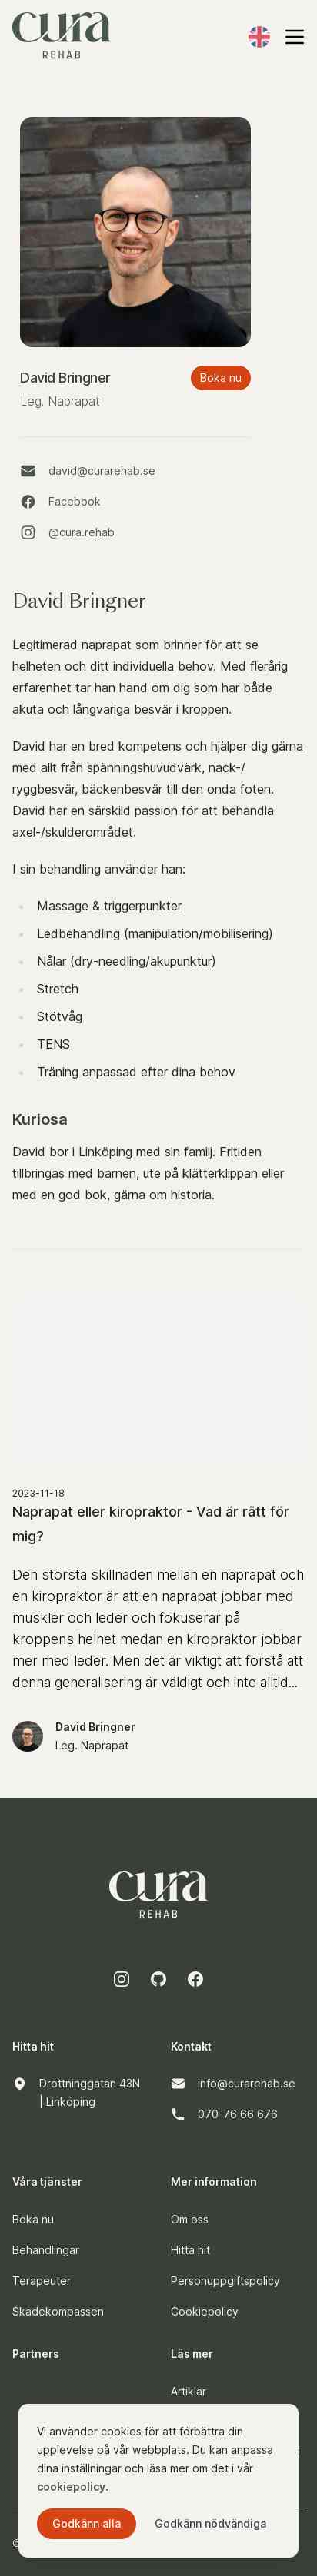 cura
REHAB
David Bringner
Boka nu
Leg. Naprapat
david@curarehab.se
Facebook
@cura.rehab
David Bringner
Legitimerad naprapat som brinner för att se
helheten och ditt individuella behov. Med flerårig
erfarenhet tar han hand om dig som har både
akuta och långvariga besvär i kroppen.
David har en bred kompetens och hjälper dig gärna
med allt från spänningshuvudvärk, nack-/
ryggbesvär, bäckenbesvär till den onda foten.
David har en särskild passion för att behandla
axel-/skulderområdet.
I sin behandling använder han:
Massage & triggerpunkter
Ledbehandling (manipulation/mobilisering)
Nålar (dry-needling/akupunktur)
Stretch
Stötvåg
TENS
Träning anpassad efter dina behov
Kuriosa
David bor i Linköping med sin familj. Fritiden
tillbringas med barnen, ute på klätterklippan eller
med en god bok, gärna om historia.
2023-11-18
Naprapat eller kiropraktor - Vad är rätt för
mig?
Den största skillnaden mellan en naprapat och
en kiropraktor är att en naprapat jobbar med
muskler och leder och fokuserar på
kroppens helhet medan en kiropraktor jobbar
mer med leder. Men det är viktigt att förstå att
denna generalisering är väldigt och inte alltid...
David Bringner
Leg. Naprapat
cura
REHAB
Hitta hit
Drottninggatan 43N
| Linköping
Kontakt
info@curarehab.se
070-76 66 676
Våra tjänster
Boka nu
Behandlingar
Terapeuter
Skadekompassen
Mer information
Om oss
Hitta hit
Personuppgiftspolicy
Cookiepolicy
Partners
Läs mer
Artiklar
Vi använder cookies för att förbättra din
upplevelse på vår webbplats. Du kan anpassa
dina inställningar och läsa mer om det i vår
cookiepolicy.
Godkänn alla
Godkänn nödvändiga
©